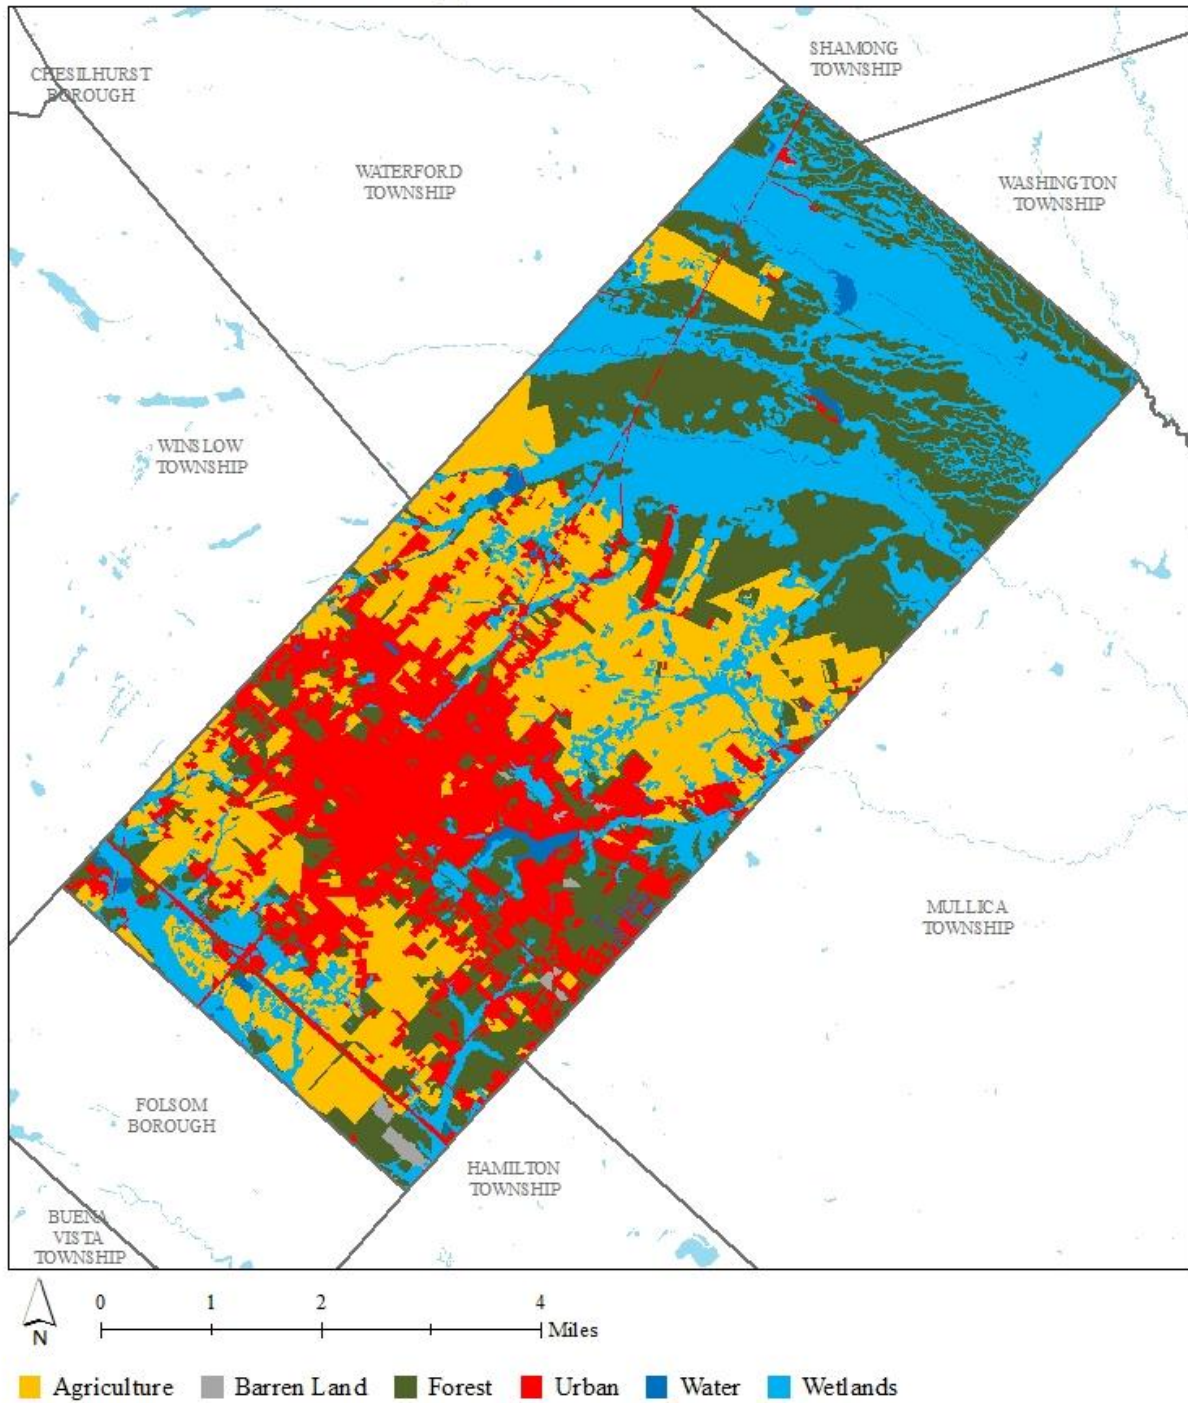 SHAMONG
TOWNSHIP
CHESILHURST
BOROUGH
WATERFORD
TOWNSHIP
WASHINGTON
TOWNSHIP
WINSLOW
TOWNSHIP
MULLICA
TOWNSHIP
FOLSOM
BOROUGH
HAMILTON
TOWNSHIP
BUENA
VISTA
TOWNSHIP
N
0 1 2 4
Miles
Agriculture Barren Land Forest Urban Water Wetlands